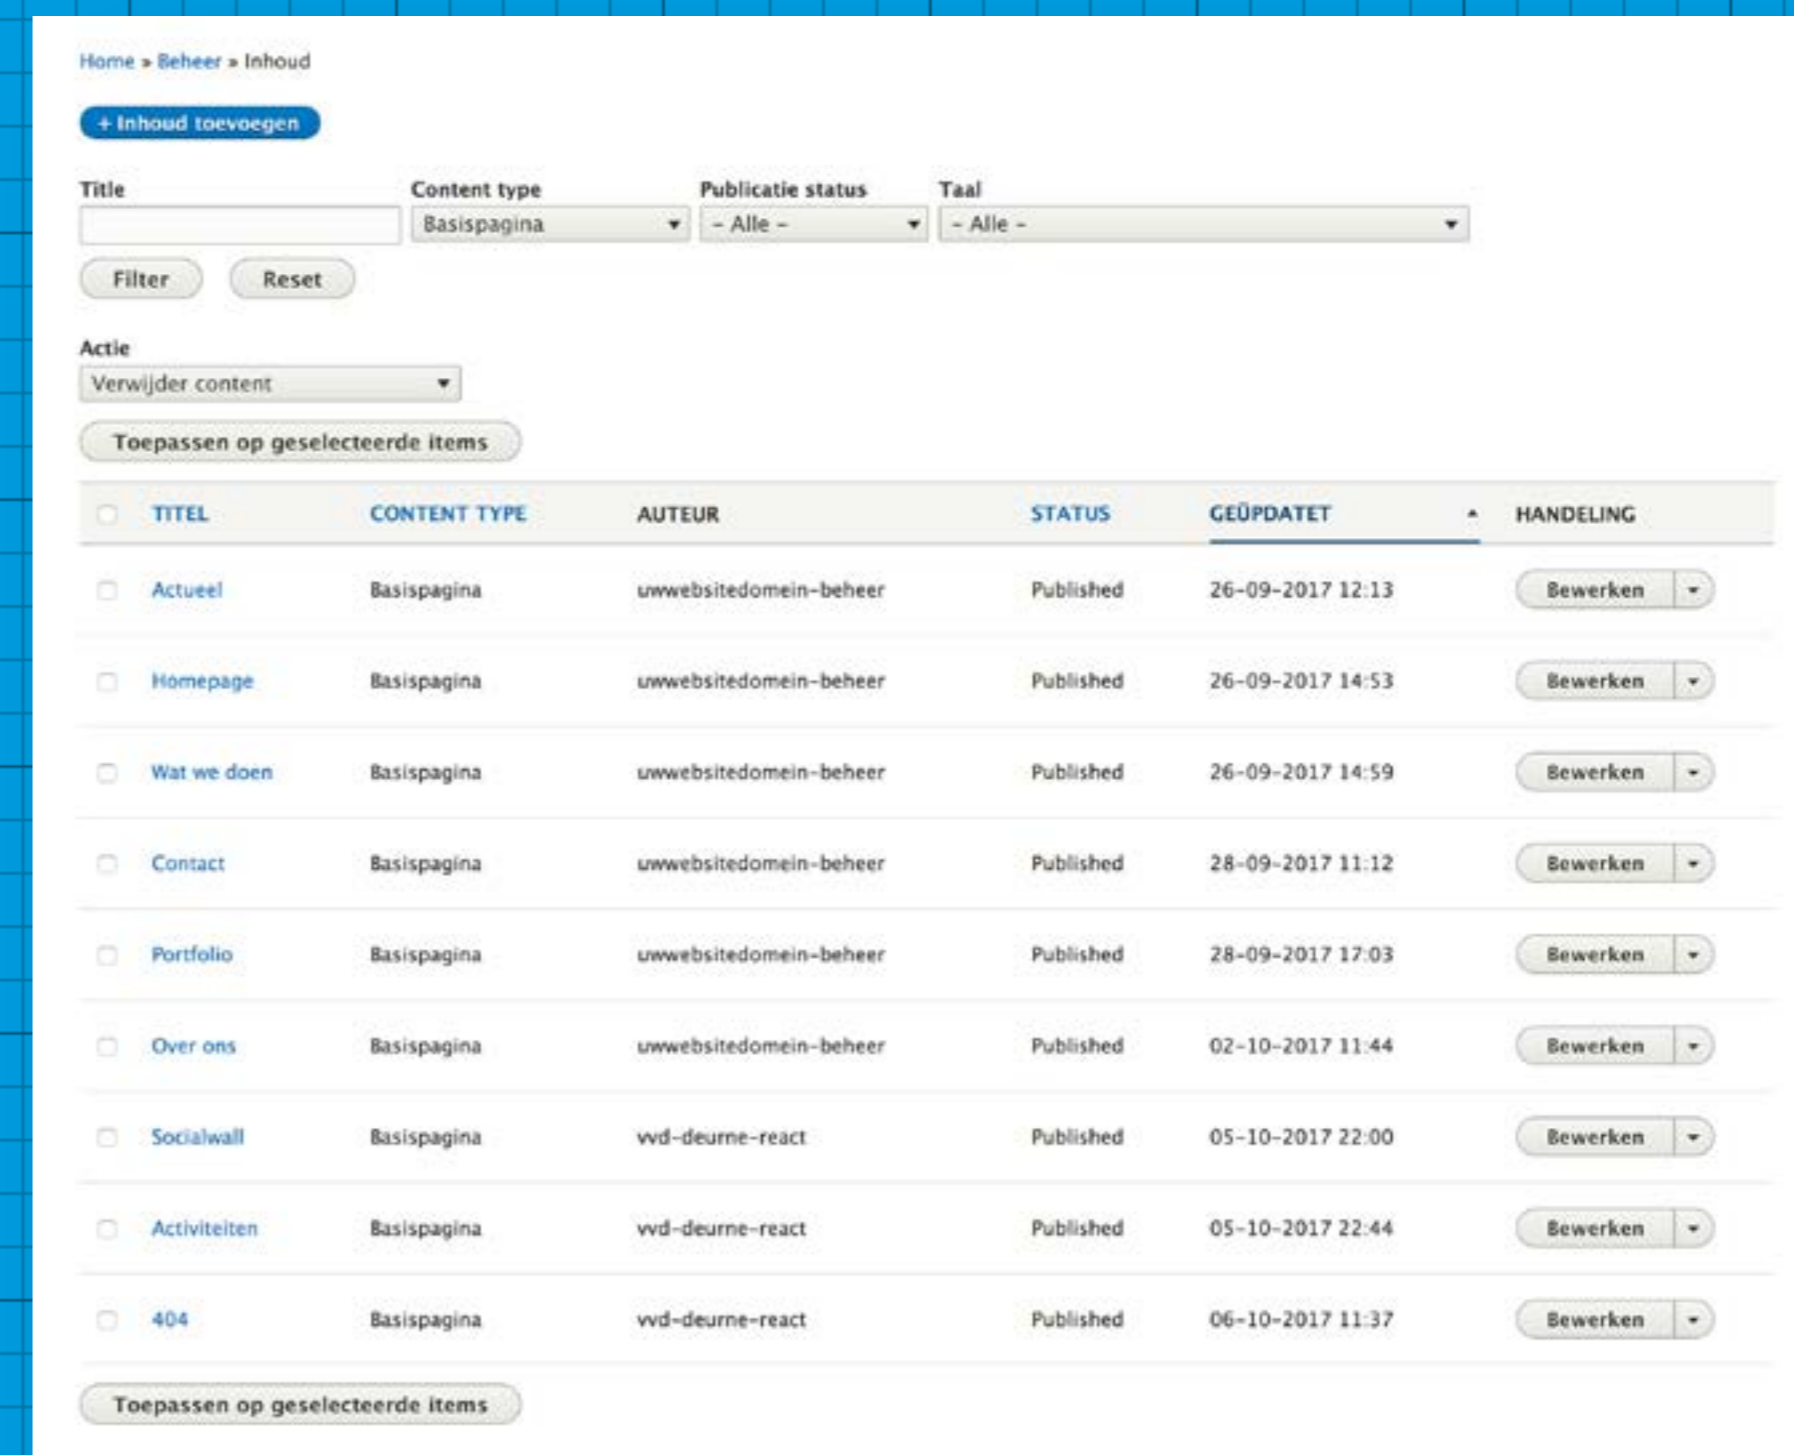 Home » Beheer » Inhoud
+ Inhoud toevoegen
Title Content type Publicatie status Taal
Basispagina - Alle - - Alle -
Filter Reset
Actie
Verwijder content
Toepassen op geselecteerde items
TITEL CONTENT TYPE AUTEUR STATUS GEÜPDATET HANDELING
Actueel Basispagina uwwebsitedomein-beheer Published 26-09-2017 12:13 Bewerken
Homepage Basispagina uwwebsitedomein-beheer Published 26-09-2017 14:53 Bewerken
Wat we doen Basispagina uwwebsitedomein-beheer Published 26-09-2017 14:59 Bewerken
Contact Basispagina uwwebsitedomein-beheer Published 28-09-2017 11:12 Bewerken
Portfolio Basispagina uwwebsitedomein-beheer Published 28-09-2017 17:03 Bewerken
Over ons Basispagina uwwebsitedomein-beheer Published 02-10-2017 11:44 Bewerken
Socialwall Basispagina vvd-deurne-react Published 05-10-2017 22:00 Bewerken
Activiteiten Basispagina vvd-deurne-react Published 05-10-2017 22:44 Bewerken
404 Basispagina vvd-deurne-react Published 06-10-2017 11:37 Bewerken
Toepassen op geselecteerde items